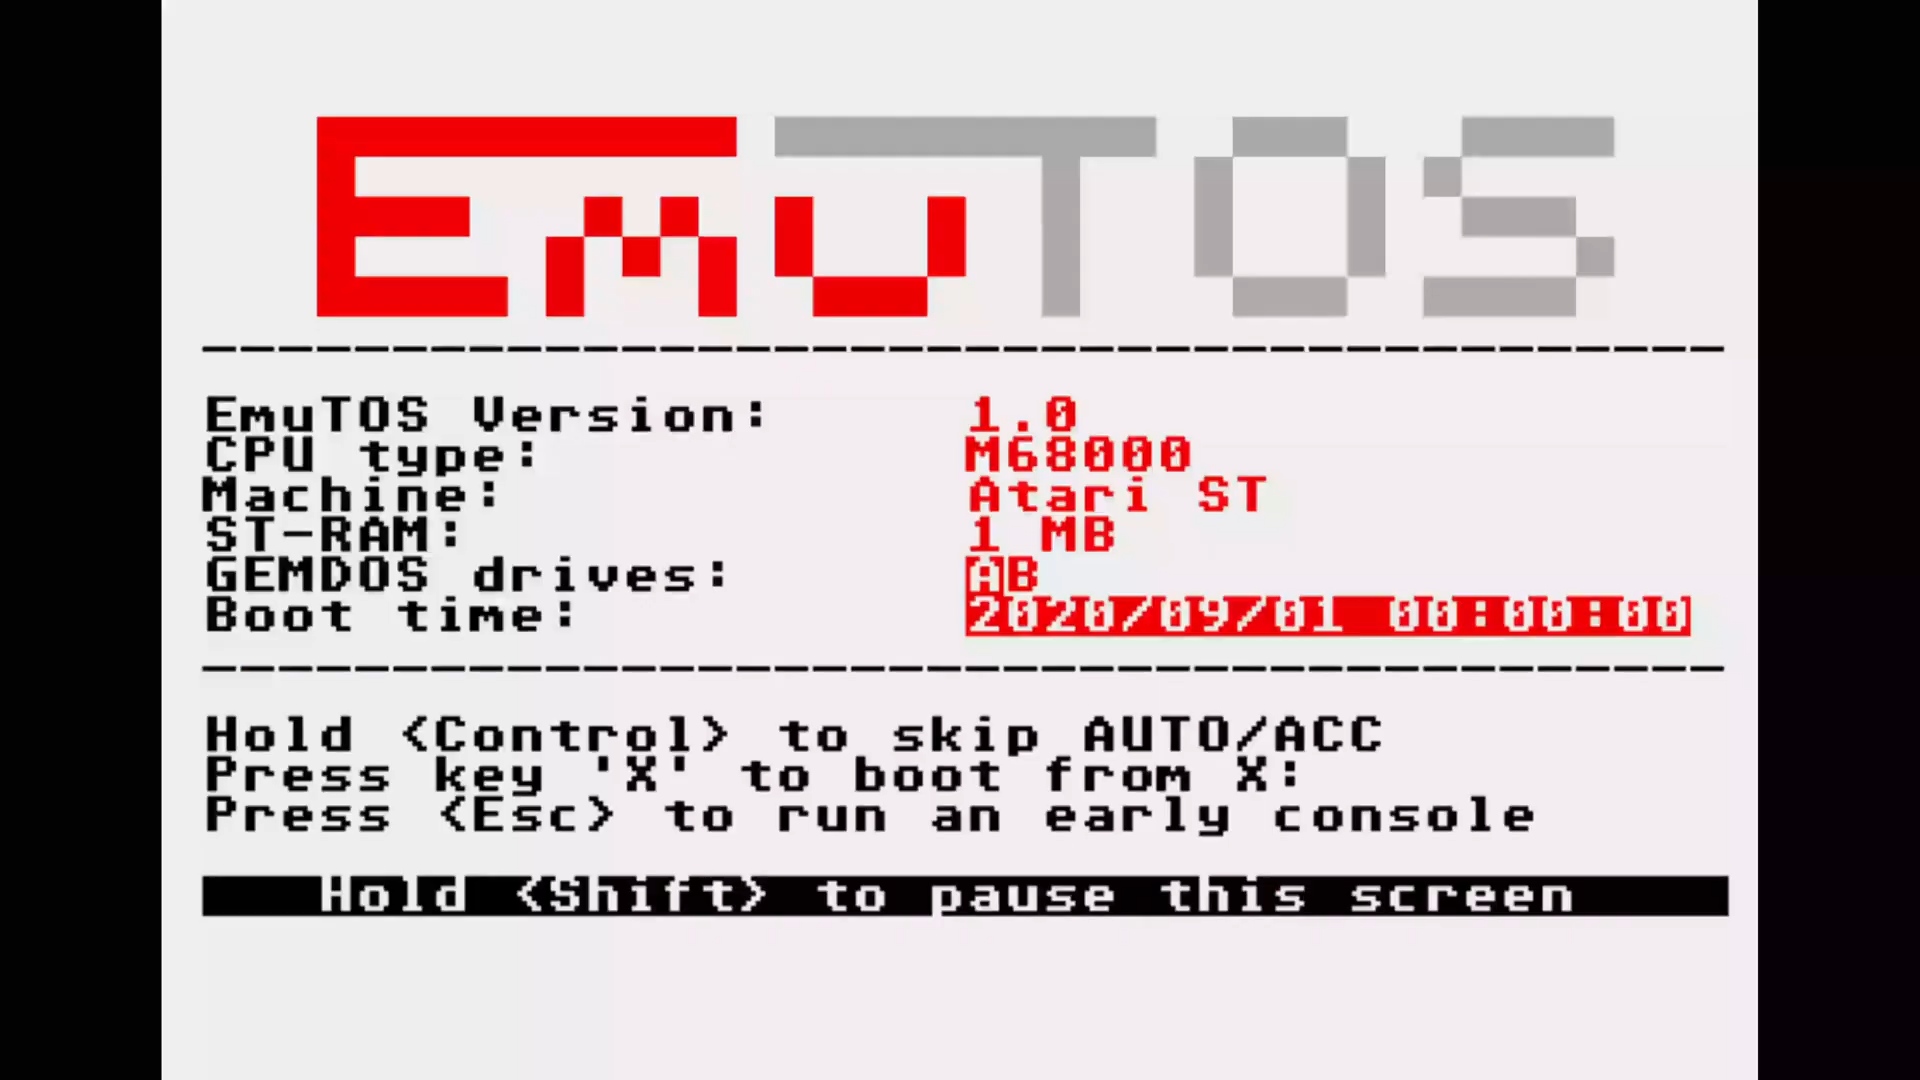 EmuTOS
EmuTOS Version: 1.0
CPU type: M68000
Machine: Atari ST
ST-RAM: 1 MB
GEMDOS drives: AB
Boot time: 2020/09/01 00:00:00
Hold <Control> to skip AUTO/ACC
Press key 'X' to boot from X:
Press <Esc> to run an early console
Hold <Shift> to pause this screen